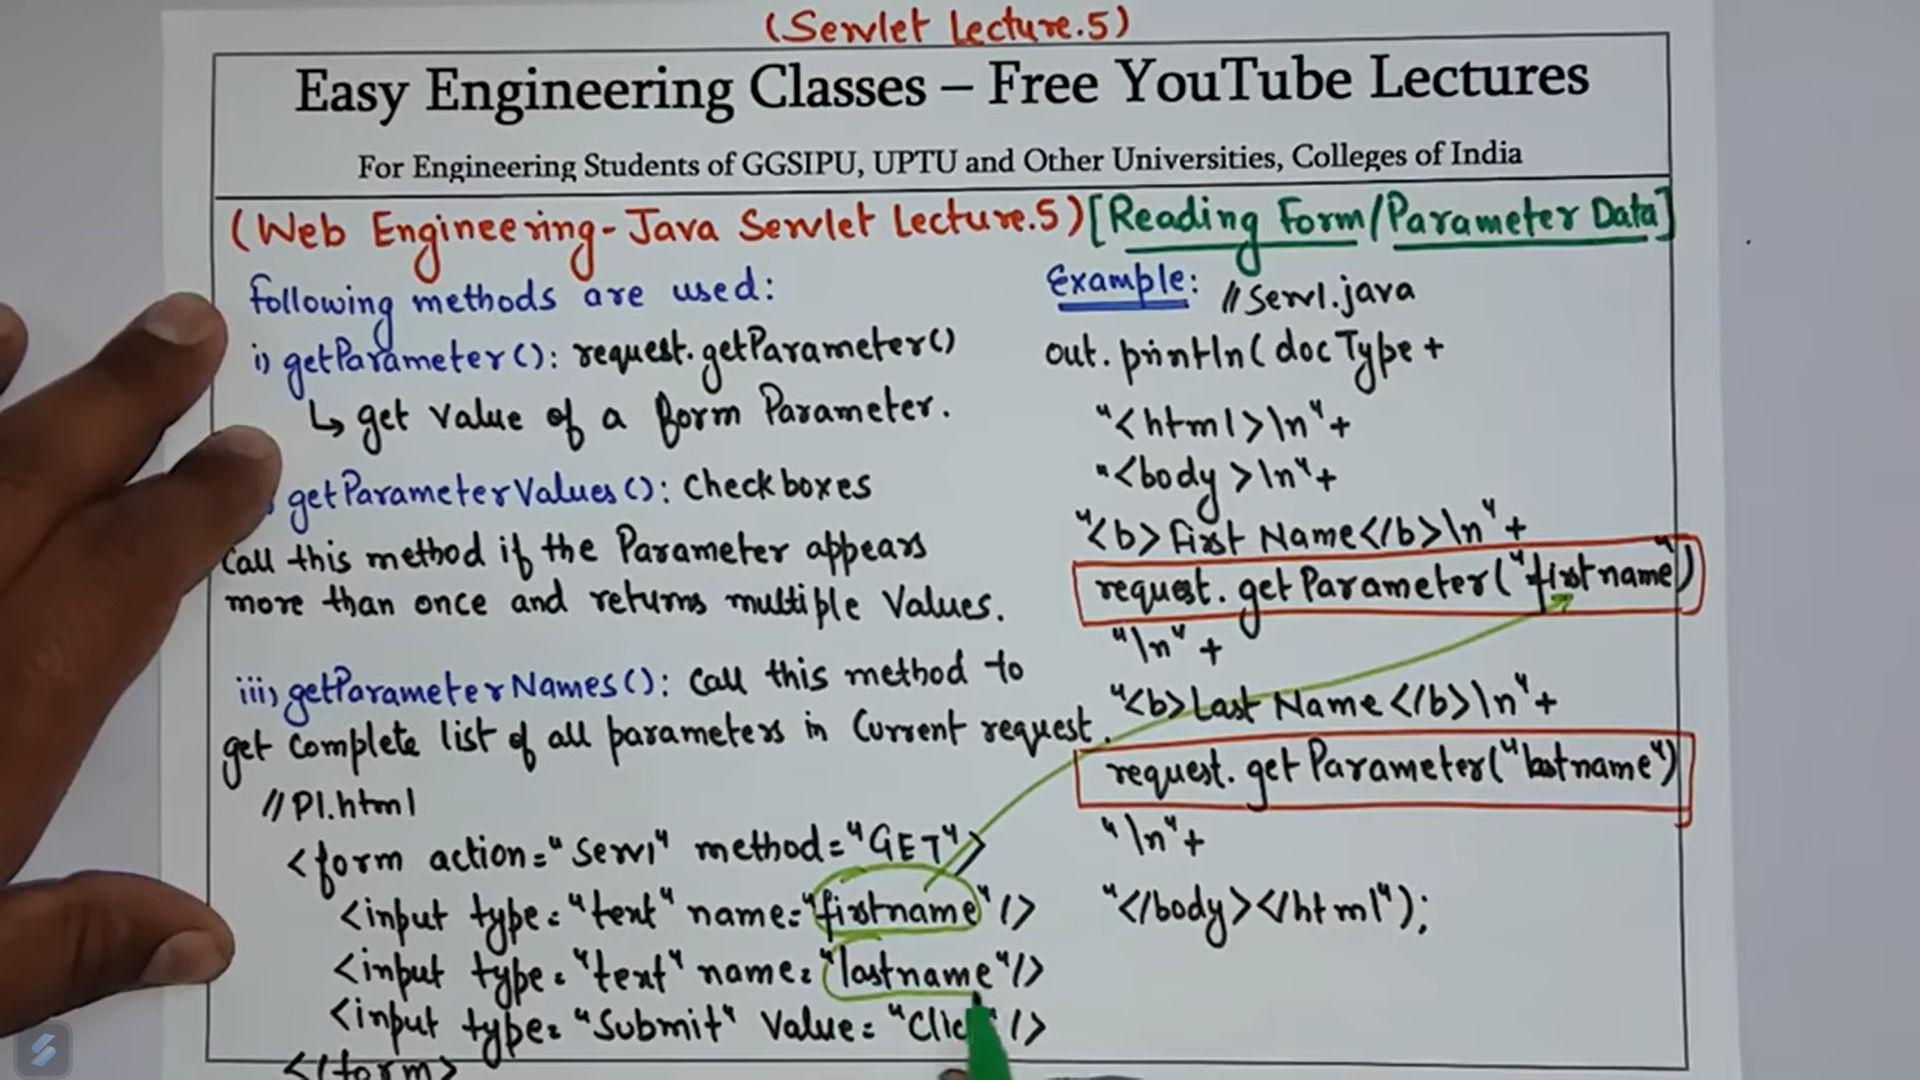 (Servlet Lecture.5)
Easy Engineering Classes – Free YouTube Lectures
For Engineering Students of GGSIPU, UPTU and Other Universities, Colleges of India
(Web Engineering-Java Servlet Lecture.5) [Reading Form/Parameter Data]
following methods are used:
i) getParameter(): request.getParameter()
↳ get value of a form Parameter.
getParameterValues(): Checkboxes
Call this method if the Parameter appears
more than once and returns multiple Values.
iii) getParameterNames(): Call this method to
get complete list of all parameters in Current request.
//P1.html
<form action="Serv1" method="GET">
<input type="text" name="firstname"/>
<input type="text" name="lastname"/>
<input type="Submit" Value="Clic"/>
</form>
Example: //Serv1.java
out.println(docType+
"<html>\n"+
"<body>\n"+
"<b>First Name</b>\n"+
request.getParameter("firstname")
"\n"+
"<b>Last Name</b>\n"+
request.getParameter("lastname")
"\n"+
"</body></html");